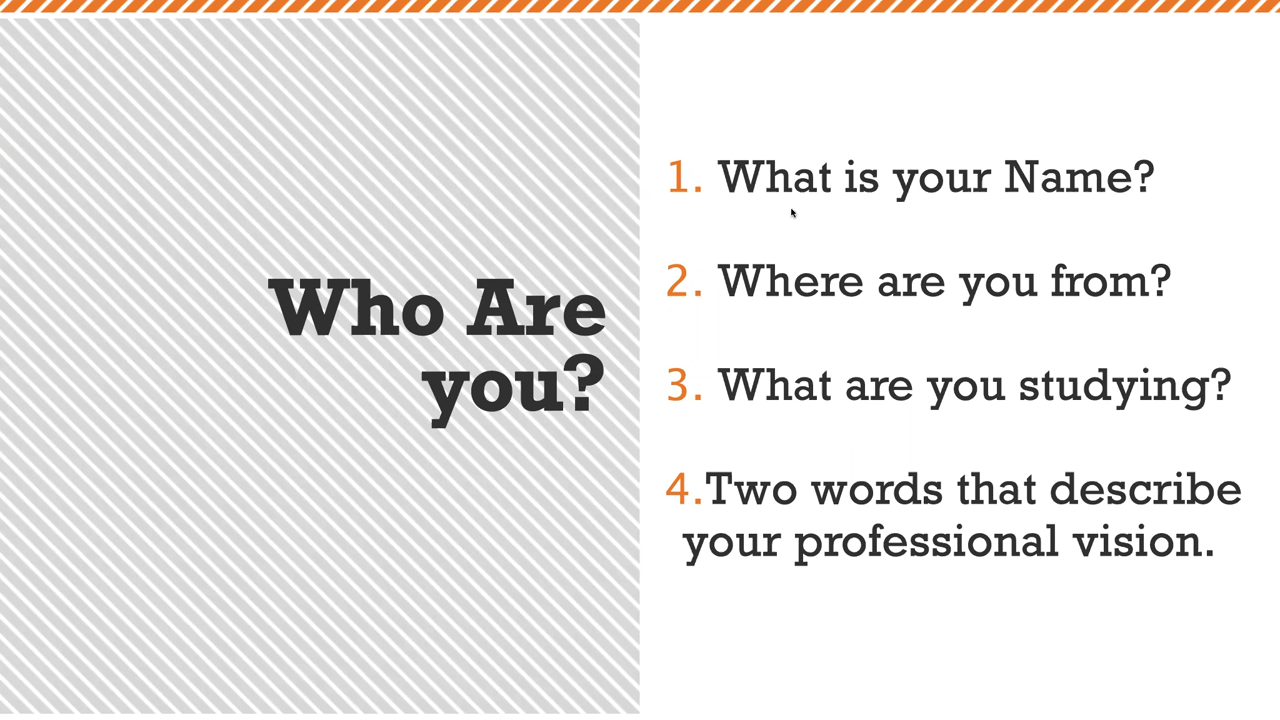 Who Are
you?
1. What is your Name?
2. Where are you from?
3. What are you studying?
4.Two words that describe
your professional vision.